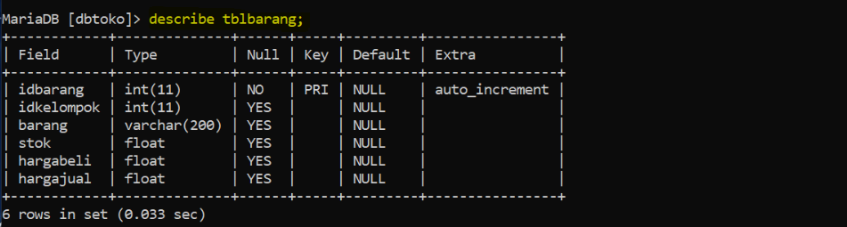 MariaDB [dbtoko]> describe tblbarang;
+------------+--------------+------+-----+---------+----------------+
| Field      | Type         | Null | Key | Default | Extra          |
+------------+--------------+------+-----+---------+----------------+
| idbarang   | int(11)      | NO   | PRI | NULL    | auto_increment |
| idkelompok | int(11)      | YES  |     | NULL    |                |
| barang     | varchar(200) | YES  |     | NULL    |                |
| stok       | float        | YES  |     | NULL    |                |
| hargabeli  | float        | YES  |     | NULL    |                |
| hargajual  | float        | YES  |     | NULL    |                |
+------------+--------------+------+-----+---------+----------------+
6 rows in set (0.033 sec)